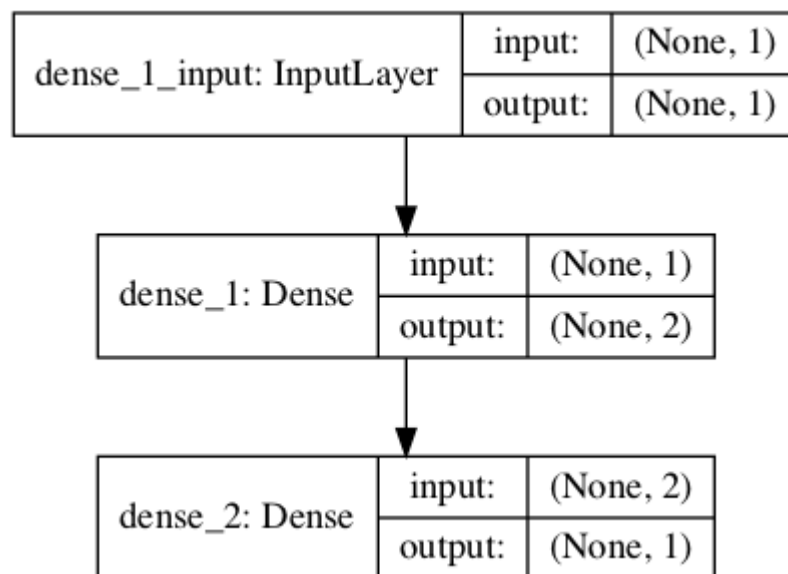 dense_1_input: InputLayer
input: (None, 1)
output: (None, 1)
dense_1: Dense
input: (None, 1)
output: (None, 2)
dense_2: Dense
input: (None, 2)
output: (None, 1)